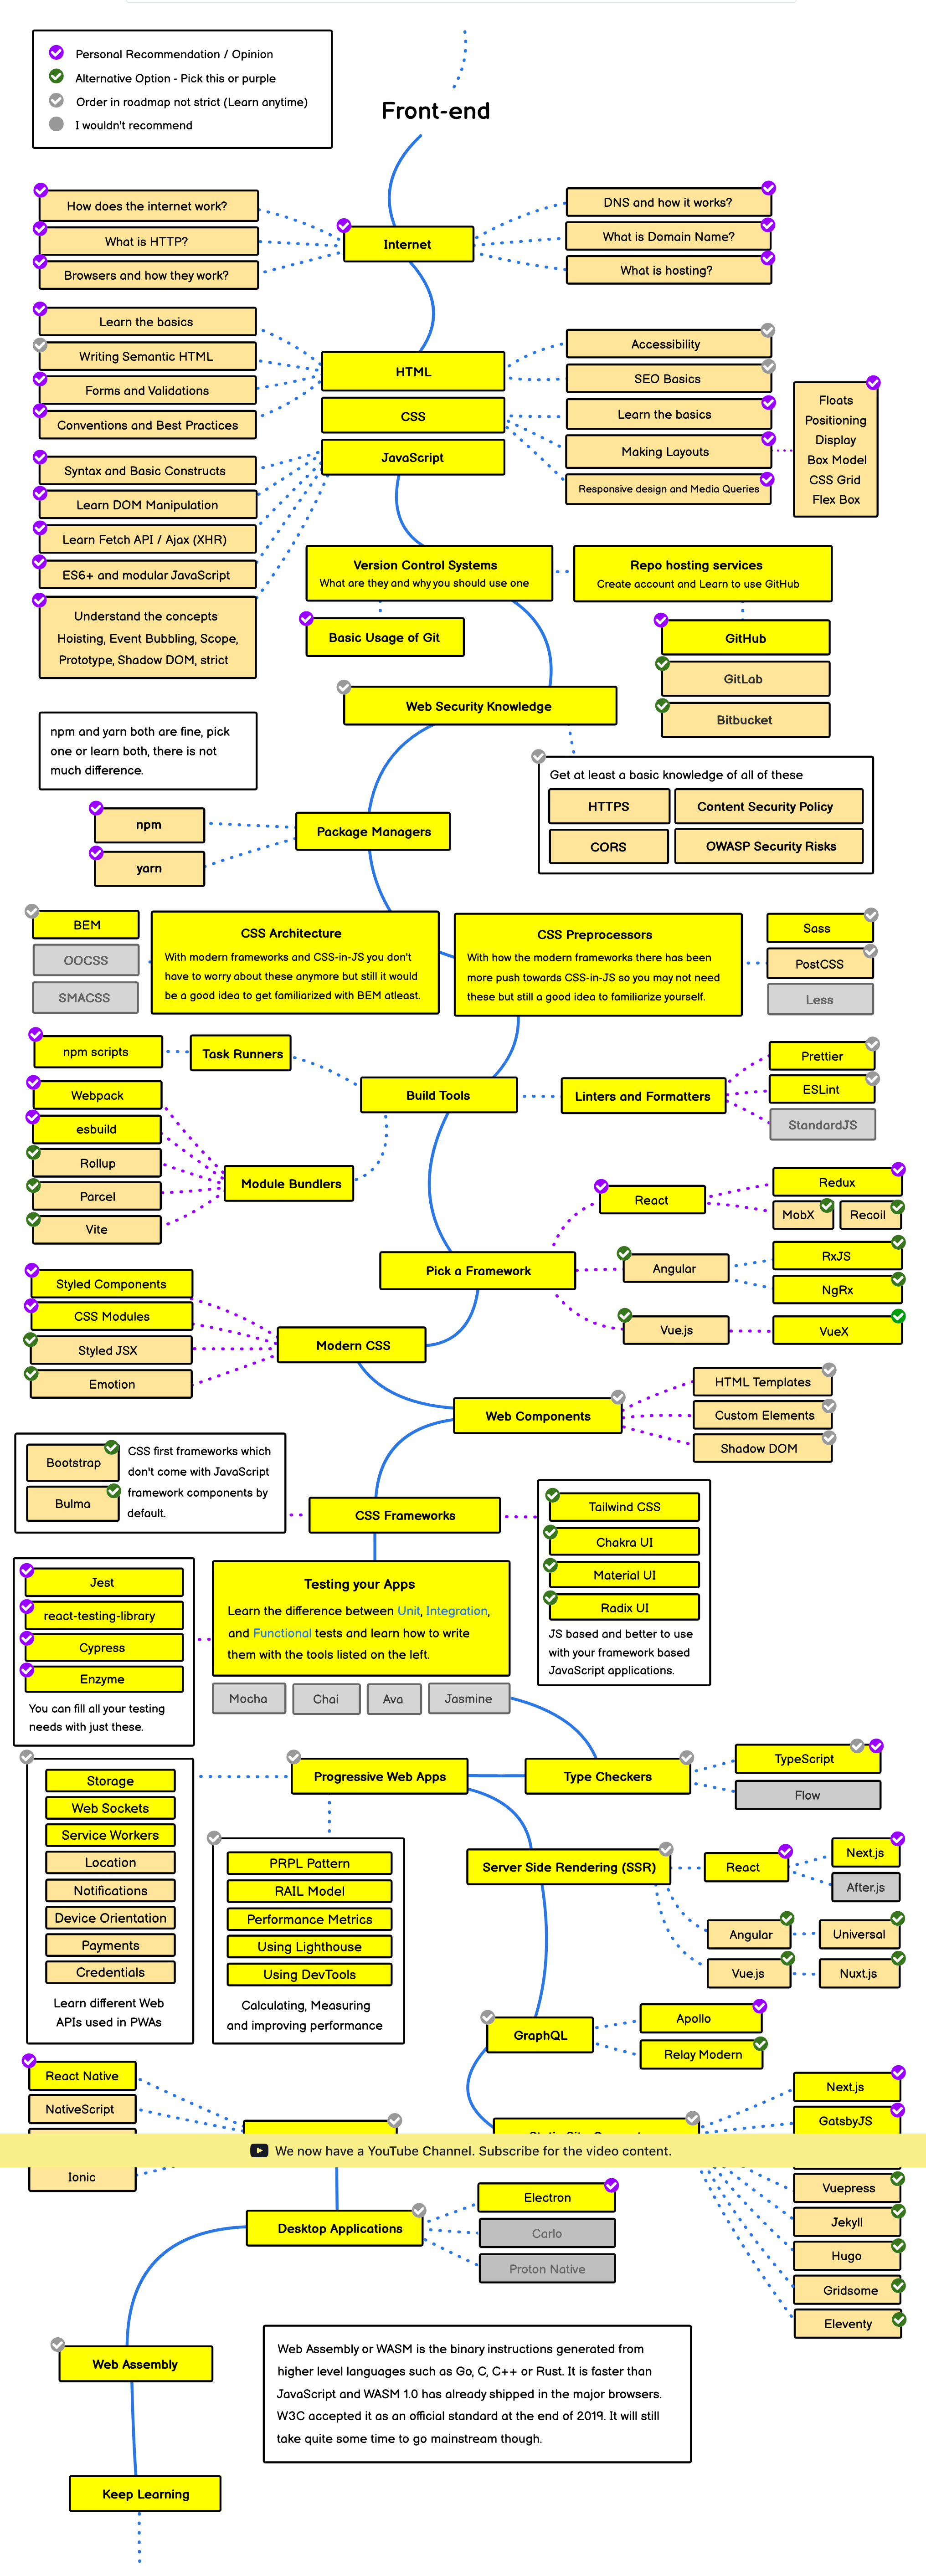 Personal Recommendation / Opinion
Alternative Option - Pick this or purple
Order in roadmap not strict (Learn anytime)
I wouldn't recommend
Front-end
How does the internet work?
What is HTTP?
Browsers and how they work?
Internet
DNS and how it works?
What is Domain Name?
What is hosting?
Learn the basics
Writing Semantic HTML
Forms and Validations
Conventions and Best Practices
HTML
Accessibility
SEO Basics
CSS
Learn the basics
Making Layouts
Responsive design and Media Queries
Floats
Positioning
Display
Box Model
CSS Grid
Flex Box
JavaScript
Syntax and Basic Constructs
Learn DOM Manipulation
Learn Fetch API / Ajax (XHR)
ES6+ and modular JavaScript
Understand the concepts
Hoisting, Event Bubbling, Scope,
Prototype, Shadow DOM, strict
Version Control Systems
What are they and why you should use one
Basic Usage of Git
Repo hosting services
Create account and Learn to use GitHub
GitHub
GitLab
Bitbucket
Web Security Knowledge
Get at least a basic knowledge of all of these
HTTPS
Content Security Policy
CORS
OWASP Security Risks
npm and yarn both are fine, pick
one or learn both, there is not
much difference.
npm
yarn
Package Managers
BEM
OOCSS
SMACSS
CSS Architecture
With modern frameworks and CSS-in-JS you don't
have to worry about these anymore but still it would
be a good idea to get familiarized with BEM atleast.
CSS Preprocessors
With how the modern frameworks there has been
more push towards CSS-in-JS so you may not need
these but still a good idea to familiarize yourself.
Sass
PostCSS
Less
npm scripts
Task Runners
Build Tools
Linters and Formatters
Prettier
ESLint
StandardJS
Webpack
esbuild
Rollup
Parcel
Vite
Module Bundlers
Pick a Framework
React
Redux
MobX
Recoil
Angular
RxJS
NgRx
Vue.js
VueX
Styled Components
CSS Modules
Styled JSX
Emotion
Modern CSS
Web Components
HTML Templates
Custom Elements
Shadow DOM
Bootstrap
Bulma
CSS first frameworks which
don't come with JavaScript
framework components by
default.
CSS Frameworks
Tailwind CSS
Chakra UI
Material UI
Radix UI
JS based and better to use
with your framework based
JavaScript applications.
Jest
react-testing-library
Cypress
Enzyme
You can fill all your testing
needs with just these.
Testing your Apps
Learn the difference between Unit, Integration,
and Functional tests and learn how to write
them with the tools listed on the left.
Mocha
Chai
Ava
Jasmine
Progressive Web Apps
Type Checkers
TypeScript
Flow
Storage
Web Sockets
Service Workers
Location
Notifications
Device Orientation
Payments
Credentials
Learn different Web
APIs used in PWAs
PRPL Pattern
RAIL Model
Performance Metrics
Using Lighthouse
Using DevTools
Calculating, Measuring
and improving performance
Server Side Rendering (SSR)
React
Next.js
After.js
Angular
Universal
Vue.js
Nuxt.js
GraphQL
Apollo
Relay Modern
React Native
NativeScript
Next.js
GatsbyJS
We now have a YouTube Channel. Subscribe for the video content.
Ionic
Vuepress
Jekyll
Hugo
Gridsome
Eleventy
Desktop Applications
Electron
Carlo
Proton Native
Web Assembly
Web Assembly or WASM is the binary instructions generated from
higher level languages such as Go, C, C++ or Rust. It is faster than
JavaScript and WASM 1.0 has already shipped in the major browsers.
W3C accepted it as an official standard at the end of 2019. It will still
take quite some time to go mainstream though.
Keep Learning